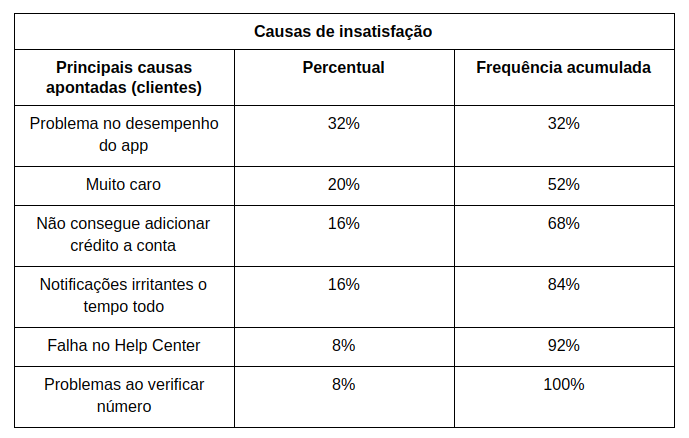 Causas de insatisfação
Principais causas
apontadas (clientes)
Percentual
Frequência acumulada
Problema no desempenho
do app
32%
32%
Muito caro
20%
52%
Não consegue adicionar
crédito a conta
16%
68%
Notificações irritantes o
tempo todo
16%
84%
Falha no Help Center
8%
92%
Problemas ao verificar
número
8%
100%